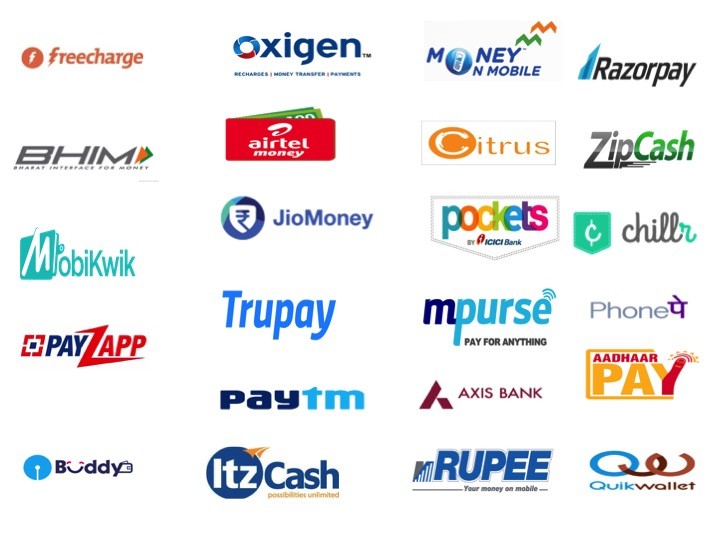 freecharge
oxigen™
RECHARGES | MONEY TRANSFER | PAYMENTS
MONEY
ON MOBILE
Razorpay
BHIM
BHARAT INTERFACE FOR MONEY
airtel
money
Citrus
ZipCash
MobiKwik
JioMoney
pockets
BY ICICI Bank
chillr
Trupay
mpurse
PAY FOR ANYTHING
Phoneपे
PAYZAPP
paytm
AXIS BANK
AADHAAR
PAY
Buddy
ItzCash
possibilities unlimited
mRUPEE
Your money on mobile
Quikwallet